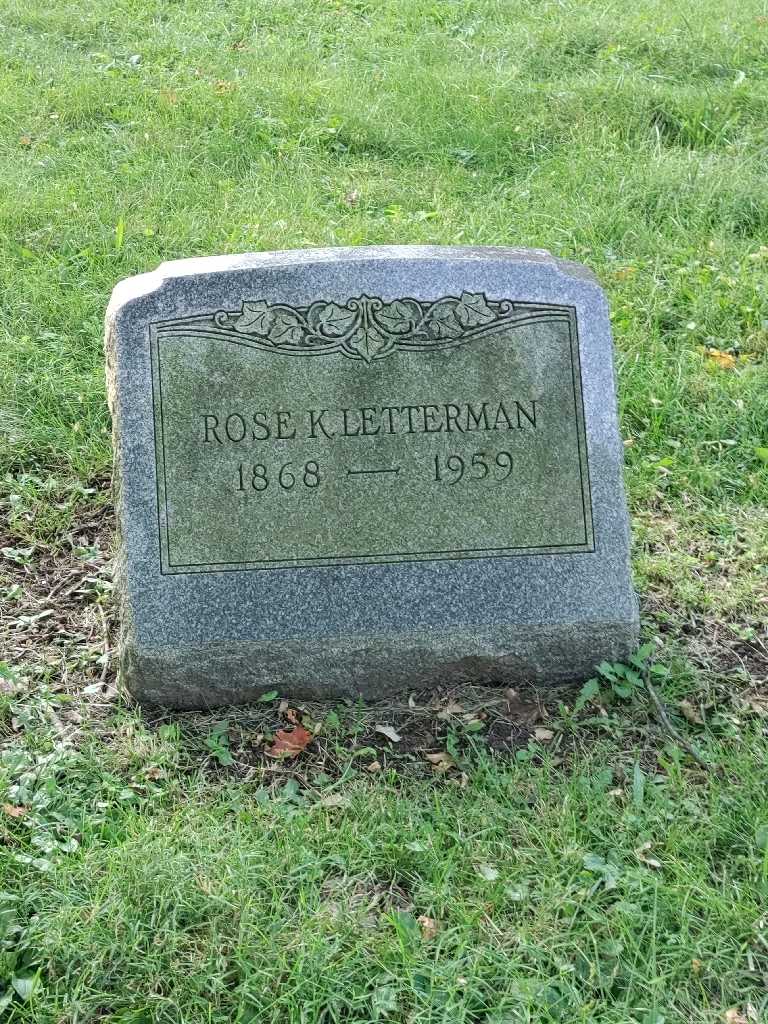 ROSE K. LETTERMAN
1868 — 1959